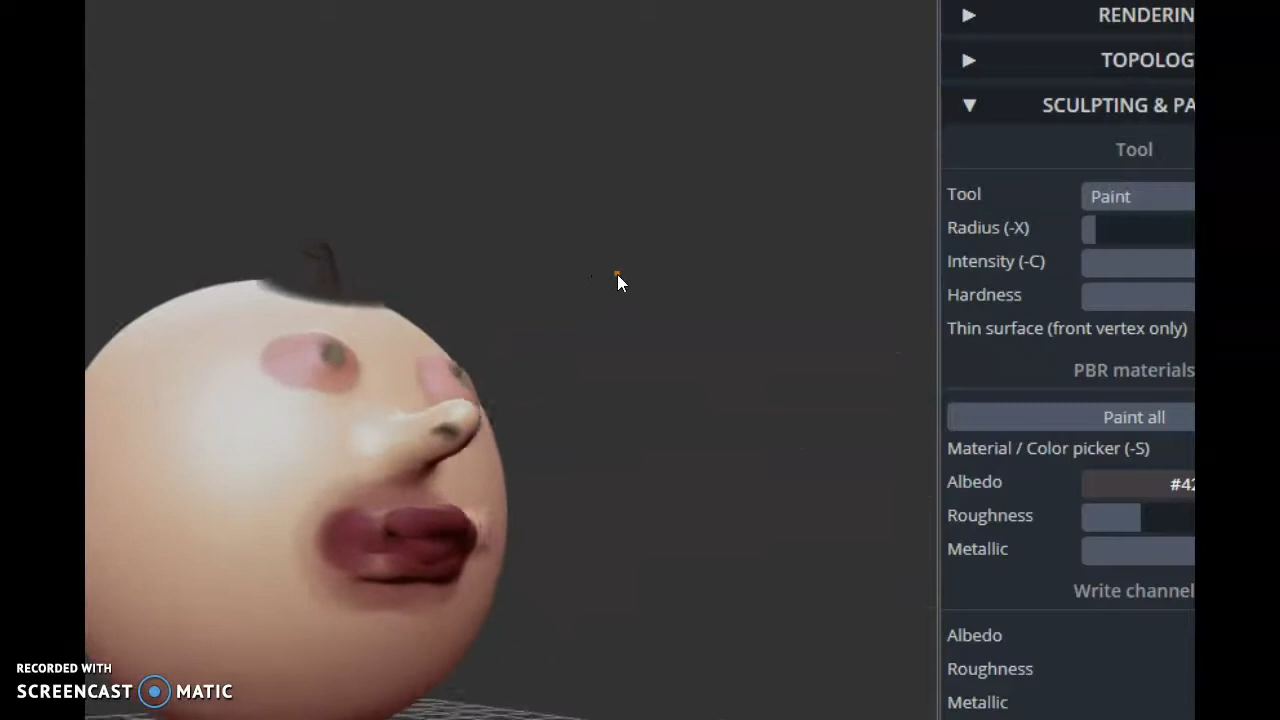 RENDERIN
TOPOLOG
SCULPTING & PA
Tool
Tool Paint
Radius (-X)
Intensity (-C)
Hardness
Thin surface (front vertex only)
PBR materials
Paint all
Material / Color picker (-S)
Albedo #42
Roughness
Metallic
Write channel
Albedo
Roughness
Metallic
RECORDED WITH
SCREENCAST MATIC